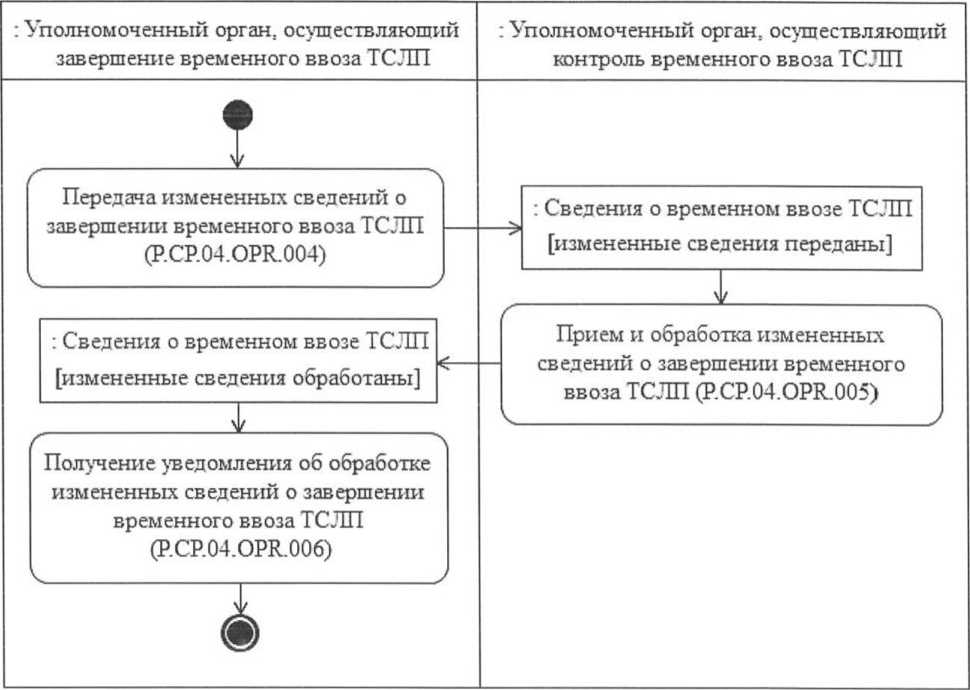 : Уполномоченный орган, осуществляющий
завершение временного ввоза ТСЛП
: Уполномоченный орган, осуществляющий
контроль временного ввоза ТСЛП
Передача измененных сведений о
завершении временного ввоза ТСЛП
(P.CP.04.OPR.004)
: Сведения о временном ввозе ТСЛП
[измененные сведения переданы]
Прием и обработка измененных
сведений о завершении временного
ввоза ТСЛП (P.CP.04.OPR.005)
: Сведения о временном ввозе ТСЛП
[измененные сведения обработаны]
Получение уведомления об обработке
измененных сведений о завершении
временного ввоза ТСЛП
(P.CP.04.OPR.006)